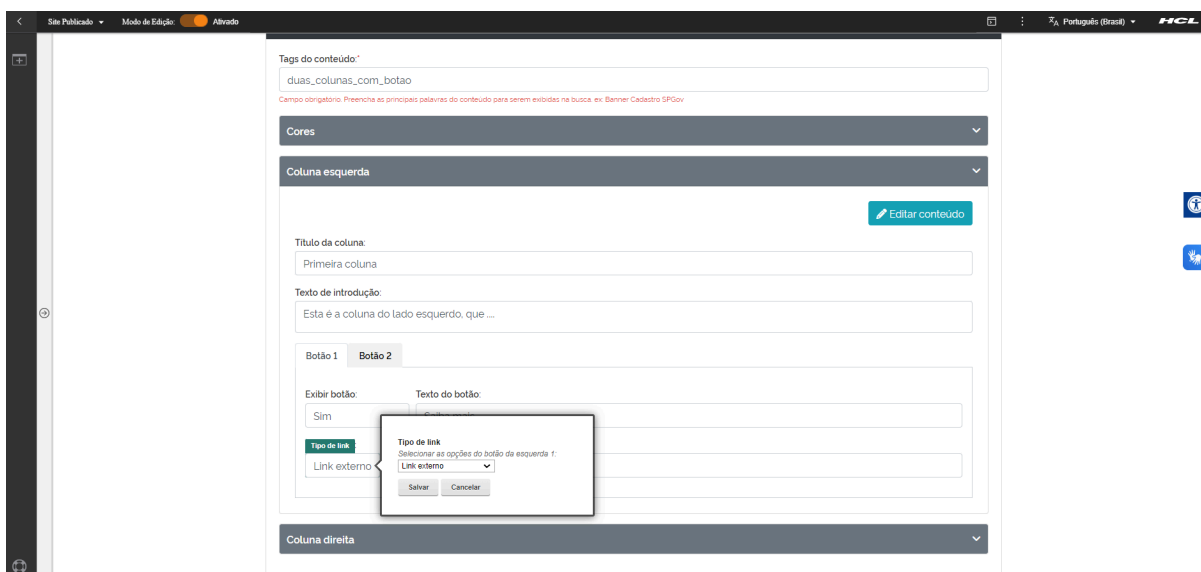 Site Publicado Modo de Edição: Ativado Português (Brasil) HCL
Tags do conteúdo:*
duas_colunas_com_botao
Campo obrigatório. Preencha as principais palavras do conteúdo para serem exibidas na busca. ex: Banner Cadastro SPGov
Cores
Coluna esquerda
Editar conteúdo
Título da coluna:
Primeira coluna
Texto de introdução:
Esta é a coluna do lado esquerdo, que ....
Botão 1 Botão 2
Exibir botão: Texto do botão:
Sim
Tipo de link
Link externo
Tipo de link
Selecionar as opções do botão da esquerda 1:
Link externo
Salvar Cancelar
Coluna direita